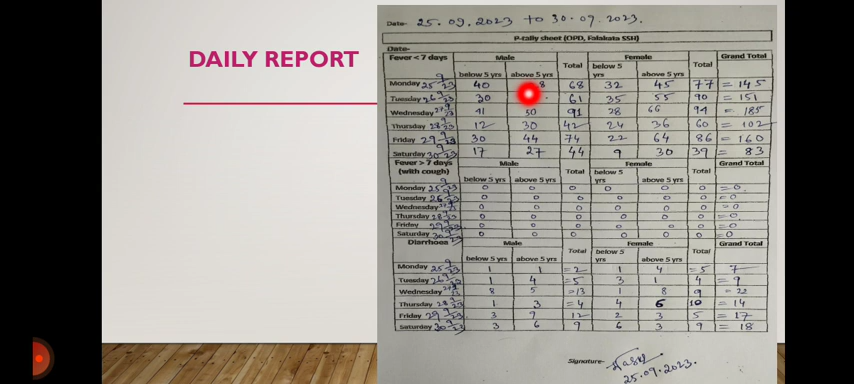 DAILY REPORT
Date- 25.09.2023 to 30.09.2023.
P-tally sheet (OPD, Falakata SSH)
Date-
Fever < 7 days Male Female Grand Total
below 5 yrs above 5 yrs Total below 5 yrs above 5 yrs Total
Monday 25/9/23 40 8 68 32 45 77 = 145
Tuesday 26/9/23 30 61 35 55 90 = 151
Wednesday 27/9/23 41 50 91 28 66 94 = 185
Thursday 28/9/23 12 30 42 24 36 60 = 102
Friday 29/9/23 30 44 74 22 64 86 = 160
Saturday 30/9/23 17 27 44 9 30 39 = 83
Fever > 7 days (with cough) Male Female Grand Total
below 5 yrs above 5 yrs Total below 5 yrs above 5 yrs Total
Monday 25/9/23 0 0 0 0 0 0 = 0
Tuesday 26/9/23 0 0 0 0 0 0 = 0
Wednesday 27/9/23 0 0 0 0 0 0 = 0
Thursday 28/9/23 0 0 0 0 0 0 = 0
Friday 29/9/23 0 0 0 0 0 0 = 0
Saturday 30/9/23 0 0 0 0 0 0 = 0
Diarrhoea Male Female Grand Total
below 5 yrs above 5 yrs Total below 5 yrs above 5 yrs Total
Monday 25/9/23 1 1 = 2 1 4 = 5 7
Tuesday 26/9/23 1 4 = 5 3 1 4 = 9
Wednesday 27/9/23 8 5 = 13 1 8 9 = 22
Thursday 28/9/23 1 3 = 4 4 6 10 = 14
Friday 29/9/23 3 9 12 2 3 5 = 17
Saturday 30/9/23 3 6 9 6 3 9 = 18
Signature-
25.09.2023.